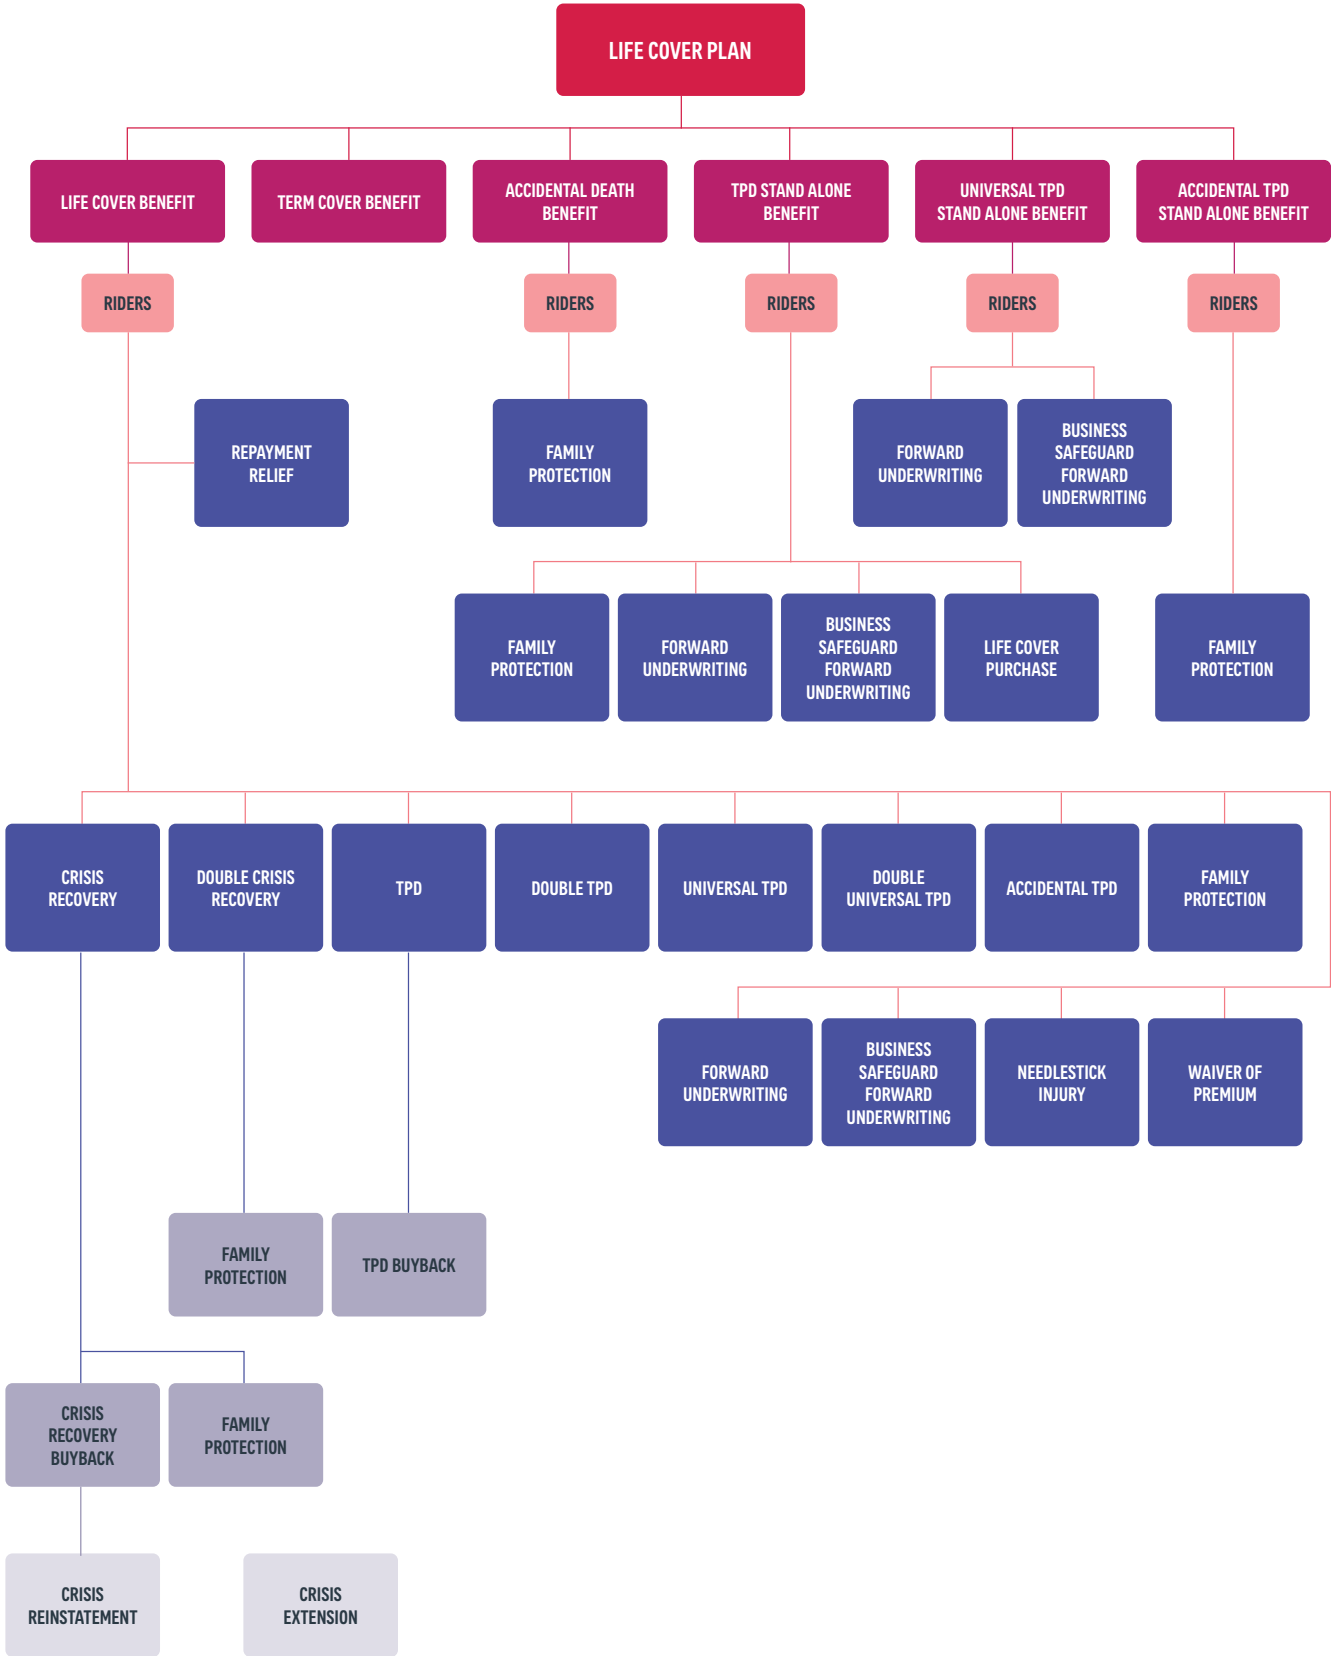 LIFE COVER PLAN
LIFE COVER BENEFIT
TERM COVER BENEFIT
ACCIDENTAL DEATH
BENEFIT
TPD STAND ALONE
BENEFIT
UNIVERSAL TPD
STAND ALONE BENEFIT
ACCIDENTAL TPD
STAND ALONE BENEFIT
RIDERS
RIDERS
RIDERS
RIDERS
RIDERS
REPAYMENT
RELIEF
FAMILY
PROTECTION
FORWARD
UNDERWRITING
BUSINESS
SAFEGUARD
FORWARD
UNDERWRITING
FAMILY
PROTECTION
FORWARD
UNDERWRITING
BUSINESS
SAFEGUARD
FORWARD
UNDERWRITING
LIFE COVER
PURCHASE
FAMILY
PROTECTION
CRISIS
RECOVERY
DOUBLE CRISIS
RECOVERY
TPD
DOUBLE TPD
UNIVERSAL TPD
DOUBLE
UNIVERSAL TPD
ACCIDENTAL TPD
FAMILY
PROTECTION
FORWARD
UNDERWRITING
BUSINESS
SAFEGUARD
FORWARD
UNDERWRITING
NEEDLESTICK
INJURY
WAIVER OF
PREMIUM
FAMILY
PROTECTION
TPD BUYBACK
CRISIS
RECOVERY
BUYBACK
FAMILY
PROTECTION
CRISIS
REINSTATEMENT
CRISIS
EXTENSION